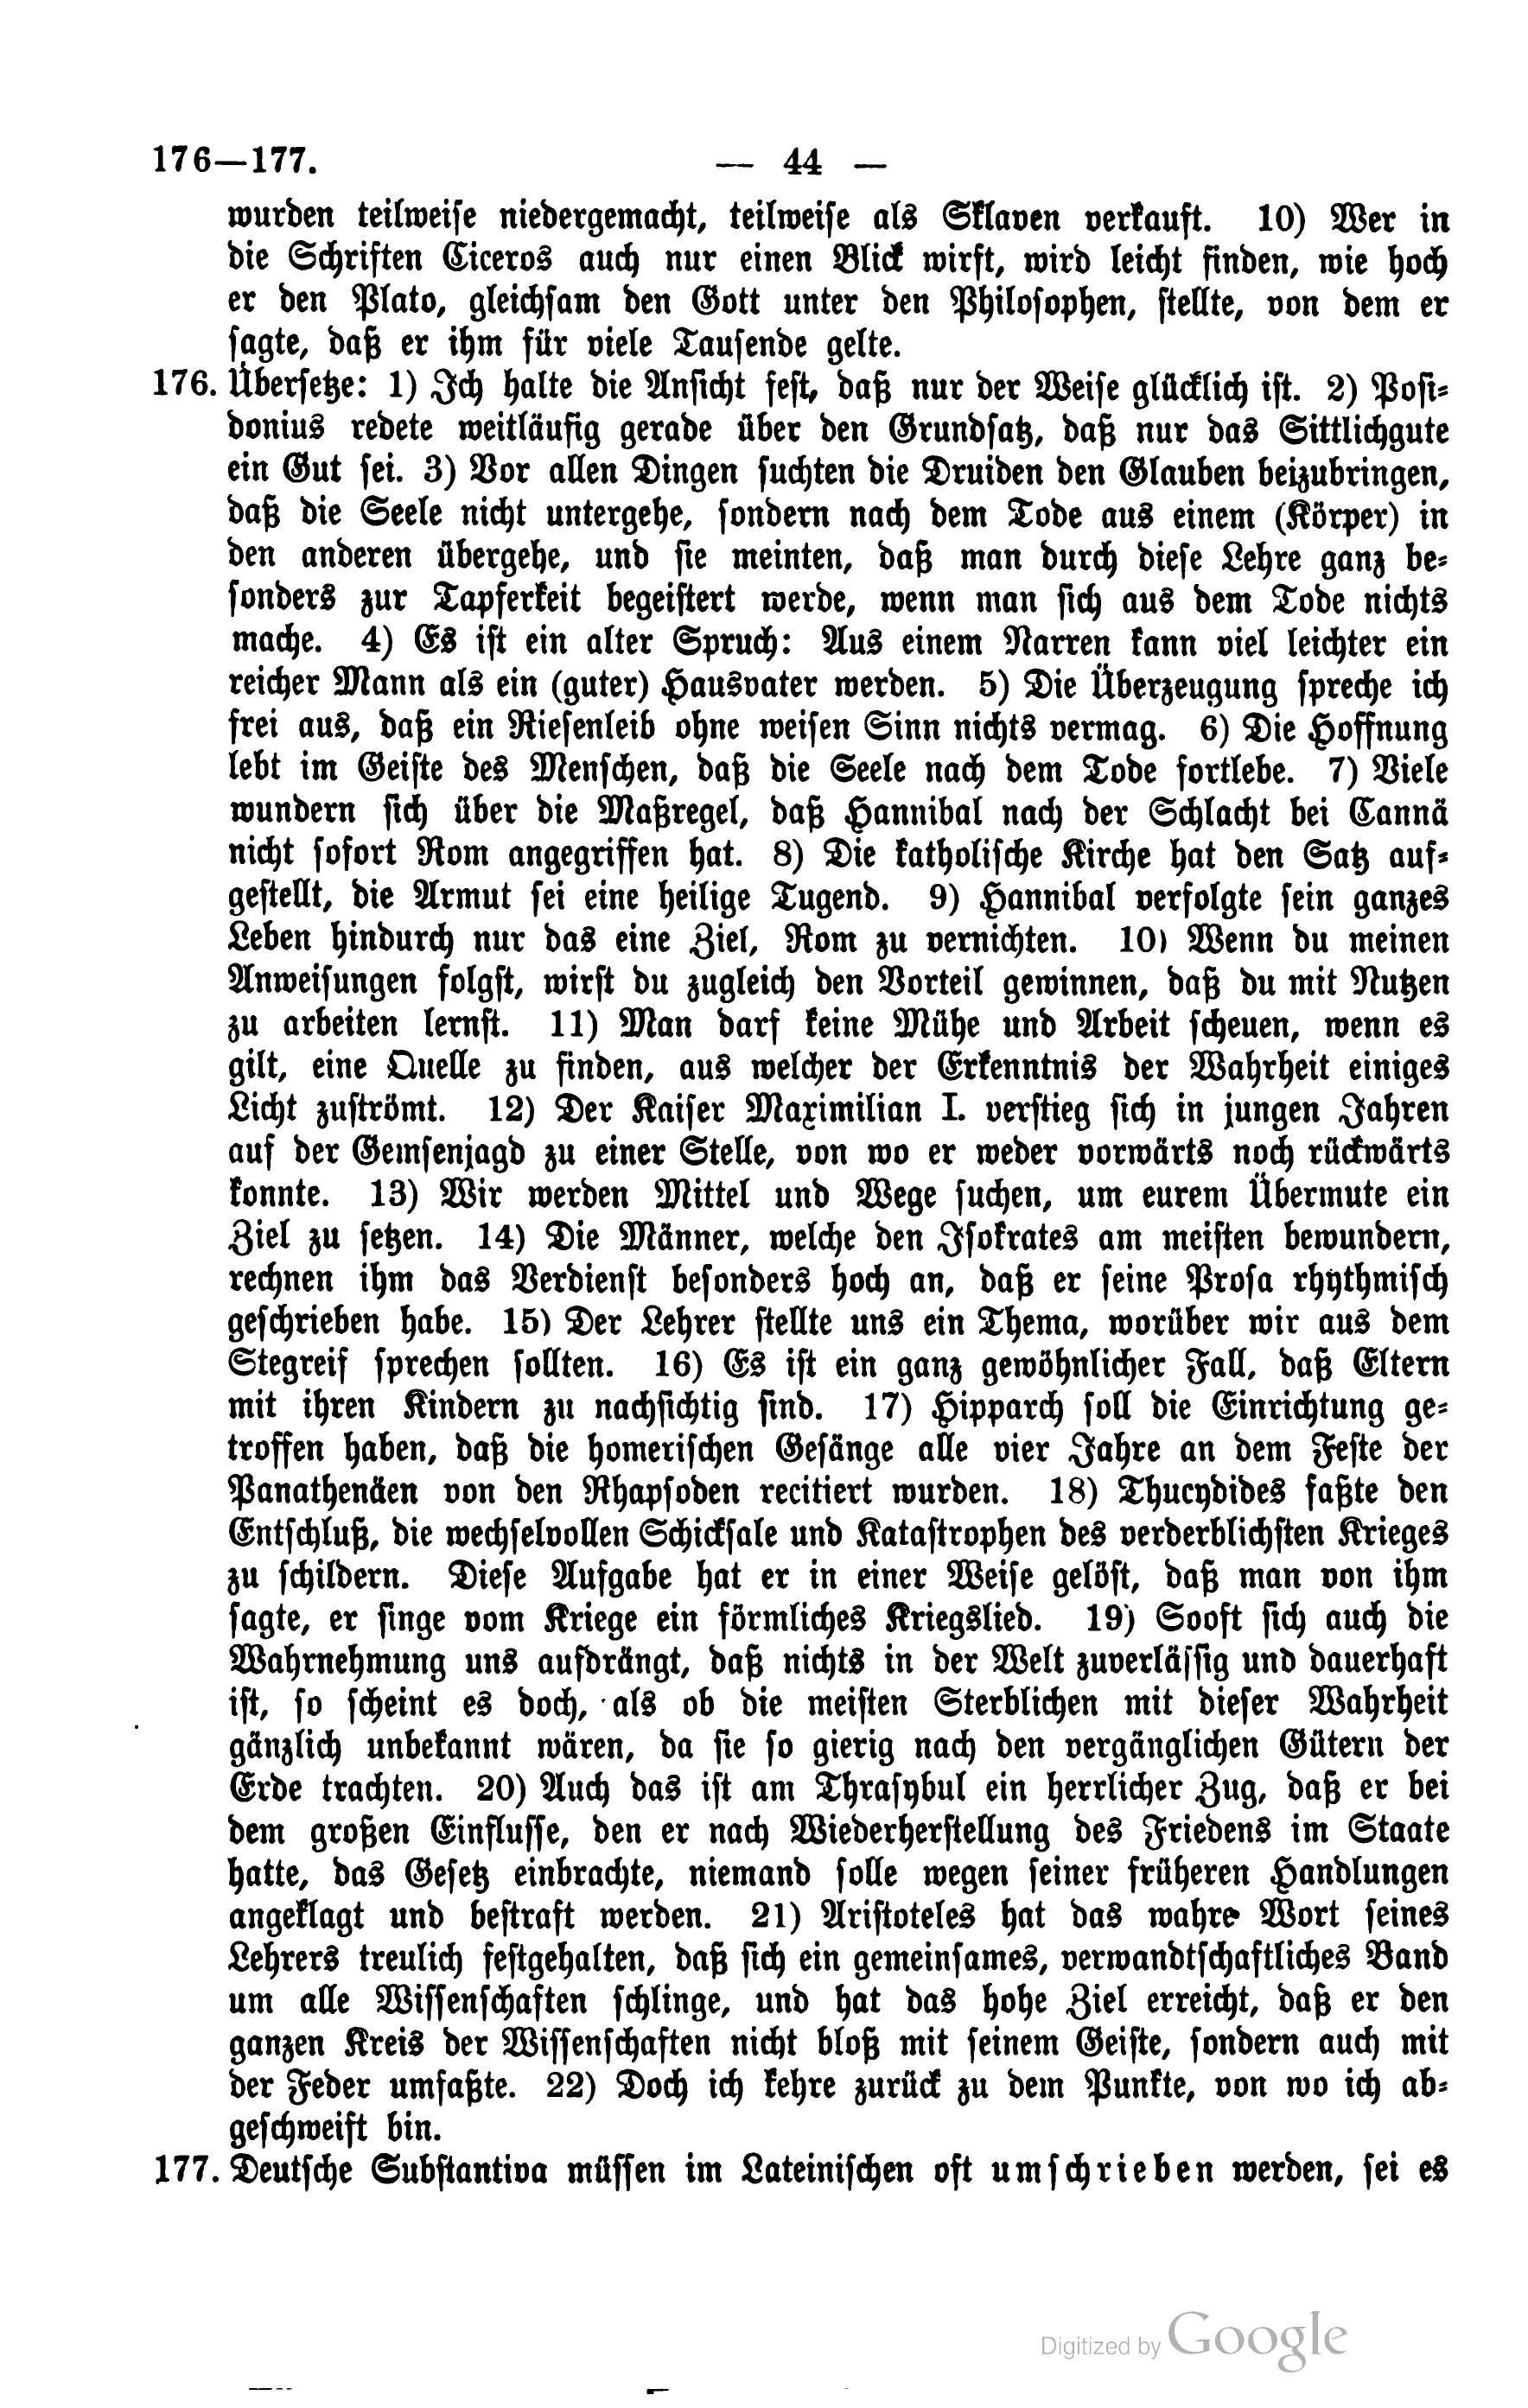 176—177. — 44 —
wurden teilweise niedergemacht, teilweise als Sklaven verkauft. 10) Wer in
die Schriften Ciceros auch nur einen Blick wirft, wird leicht finden, wie hoch
er den Plato, gleichsam den Gott unter den Philosophen, stellte, von dem er
sagte, daß er ihm für viele Tausende gelte.
176. Übersetze: 1) Ich halte die Ansicht fest, daß nur der Weise glücklich ist. 2) Posi-
donius redete weitläufig gerade über den Grundsatz, daß nur das Sittlichgute
ein Gut sei. 3) Vor allen Dingen suchten die Druiden den Glauben beizubringen,
daß die Seele nicht untergehe, sondern nach dem Tode aus einem (Körper) in
den anderen übergehe, und sie meinten, daß man durch diese Lehre ganz be-
sonders zur Tapferkeit begeistert werde, wenn man sich aus dem Tode nichts
mache. 4) Es ist ein alter Spruch: Aus einem Narren kann viel leichter ein
reicher Mann als ein (guter) Hausvater werden. 5) Die Überzeugung spreche ich
frei aus, daß ein Riesenleib ohne weisen Sinn nichts vermag. 6) Die Hoffnung
lebt im Geiste des Menschen, daß die Seele nach dem Tode fortlebe. 7) Viele
wundern sich über die Maßregel, daß Hannibal nach der Schlacht bei Cannä
nicht sofort Rom angegriffen hat. 8) Die katholische Kirche hat den Satz auf-
gestellt, die Armut sei eine heilige Tugend. 9) Hannibal verfolgte sein ganzes
Leben hindurch nur das eine Ziel, Rom zu vernichten. 10) Wenn du meinen
Anweisungen folgst, wirst du zugleich den Vorteil gewinnen, daß du mit Nutzen
zu arbeiten lernst. 11) Man darf keine Mühe und Arbeit scheuen, wenn es
gilt, eine Quelle zu finden, aus welcher der Erkenntnis der Wahrheit einiges
Licht zuströmt. 12) Der Kaiser Maximilian I. verstieg sich in jungen Jahren
auf der Gemsenjagd zu einer Stelle, von wo er weder vorwärts noch rückwärts
konnte. 13) Wir werden Mittel und Wege suchen, um eurem Übermute ein
Ziel zu setzen. 14) Die Männer, welche den Isokrates am meisten bewundern,
rechnen ihm das Verdienst besonders hoch an, daß er seine Prosa rhythmisch
geschrieben habe. 15) Der Lehrer stellte uns ein Thema, worüber wir aus dem
Stegreif sprechen sollten. 16) Es ist ein ganz gewöhnlicher Fall, daß Eltern
mit ihren Kindern zu nachsichtig sind. 17) Hipparch soll die Einrichtung ge-
troffen haben, daß die homerischen Gesänge alle vier Jahre an dem Feste der
Panathenäen von den Rhapsoden recitiert wurden. 18) Thucydides faßte den
Entschluß, die wechselvollen Schicksale und Katastrophen des verderblichsten Krieges
zu schildern. Diese Aufgabe hat er in einer Weise gelöst, daß man von ihm
sagte, er singe vom Kriege ein förmliches Kriegslied. 19) Sooft sich auch die
Wahrnehmung uns aufdrängt, daß nichts in der Welt zuverlässig und dauerhaft
ist, so scheint es doch, als ob die meisten Sterblichen mit dieser Wahrheit
gänzlich unbekannt wären, da sie so gierig nach den vergänglichen Gütern der
Erde trachten. 20) Auch das ist am Thrasybul ein herrlicher Zug, daß er bei
dem großen Einflusse, den er nach Wiederherstellung des Friedens im Staate
hatte, das Gesetz einbrachte, niemand solle wegen seiner früheren Handlungen
angeklagt und bestraft werden. 21) Aristoteles hat das wahre Wort seines
Lehrers treulich festgehalten, daß sich ein gemeinsames, verwandtschaftliches Band
um alle Wissenschaften schlinge, und hat das hohe Ziel erreicht, daß er den
ganzen Kreis der Wissenschaften nicht bloß mit seinem Geiste, sondern auch mit
der Feder umfaßte. 22) Doch ich kehre zurück zu dem Punkte, von wo ich ab-
geschweift bin.
177. Deutsche Substantiva müssen im Lateinischen oft umschrieben werden, sei es
Digitized by Google